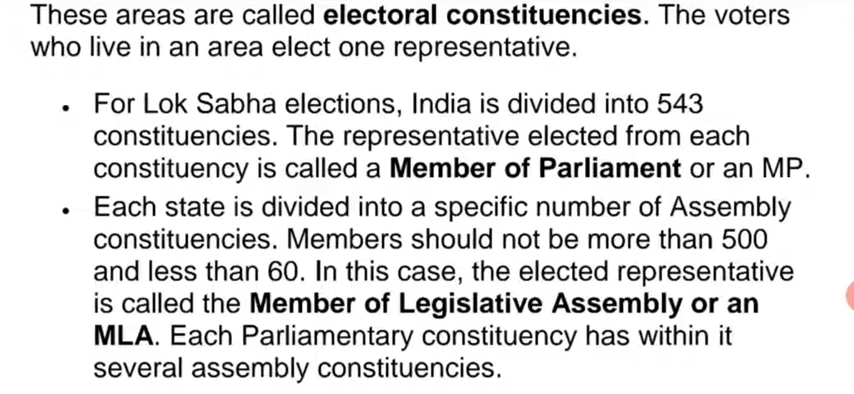 These areas are called electoral constituencies. The voters
who live in an area elect one representative.
• For Lok Sabha elections, India is divided into 543
constituencies. The representative elected from each
constituency is called a Member of Parliament or an MP.
• Each state is divided into a specific number of Assembly
constituencies. Members should not be more than 500
and less than 60. In this case, the elected representative
is called the Member of Legislative Assembly or an
MLA. Each Parliamentary constituency has within it
several assembly constituencies.